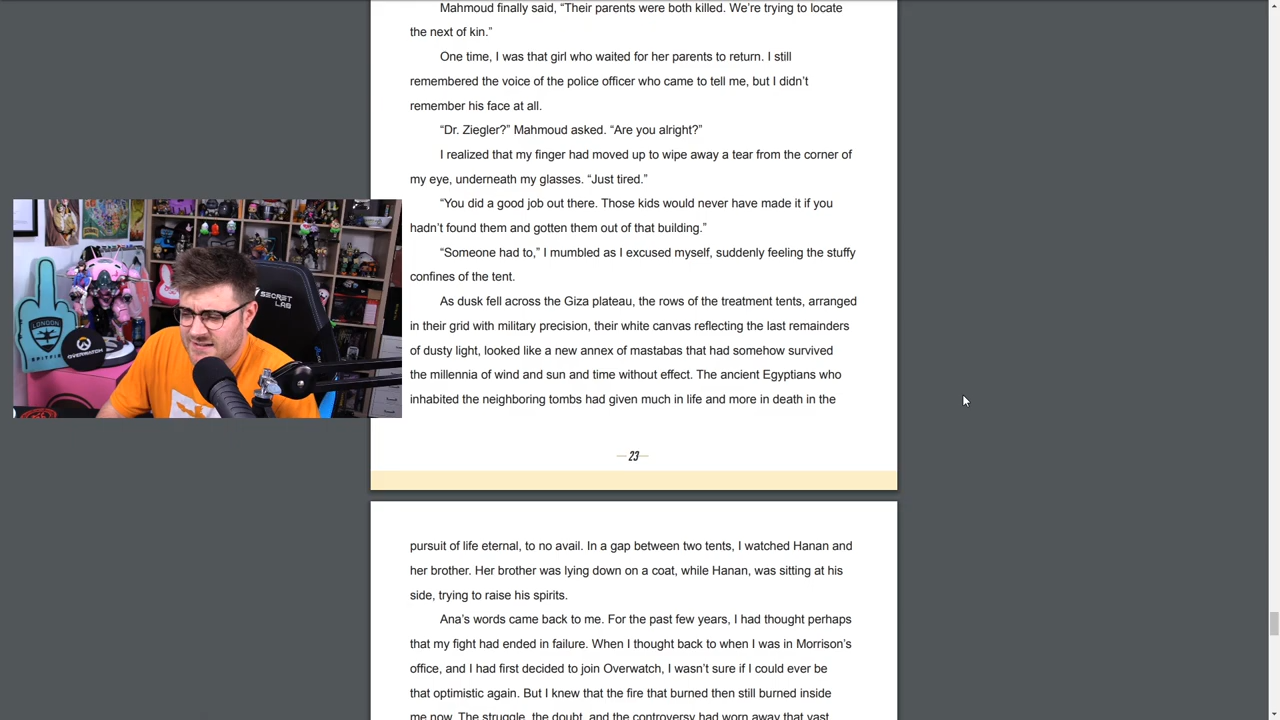 Mahmoud finally said, “Their parents were both killed. We’re trying to locate
the next of kin.”
One time, I was that girl who waited for her parents to return. I still
remembered the voice of the police officer who came to tell me, but I didn’t
remember his face at all.
“Dr. Ziegler?” Mahmoud asked. “Are you alright?”
I realized that my finger had moved up to wipe away a tear from the corner of
my eye, underneath my glasses. “Just tired.”
“You did a good job out there. Those kids would never have made it if you
hadn’t found them and gotten them out of that building.”
“Someone had to,” I mumbled as I excused myself, suddenly feeling the stuffy
confines of the tent.
As dusk fell across the Giza plateau, the rows of the treatment tents, arranged
in their grid with military precision, their white canvas reflecting the last remainders
of dusty light, looked like a new annex of mastabas that had somehow survived
the millennia of wind and sun and time without effect. The ancient Egyptians who
inhabited the neighboring tombs had given much in life and more in death in the
— 23 —
pursuit of life eternal, to no avail. In a gap between two tents, I watched Hanan and
her brother. Her brother was lying down on a coat, while Hanan, was sitting at his
side, trying to raise his spirits.
Ana’s words came back to me. For the past few years, I had thought perhaps
that my fight had ended in failure. When I thought back to when I was in Morrison’s
office, and I had first decided to join Overwatch, I wasn’t sure if I could ever be
that optimistic again. But I knew that the fire that burned then still burned inside
me now. The struggle, the doubt, and the controversy had worn away that vast
SECRET
LAB
LONDON
SPITFIRE
OVERWATCH